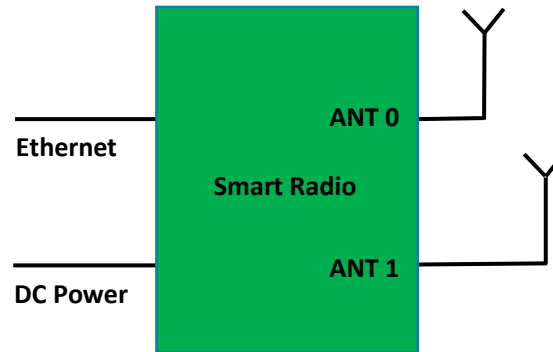 ANT 0
Ethernet
Smart Radio
ANT 1
DC Power